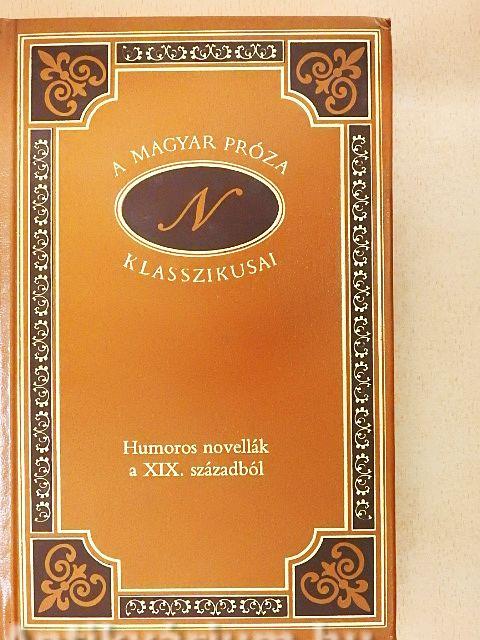 A MAGYAR PRÓZA
N
KLASSZIKUSAI
Humoros novellák
a XIX. századból